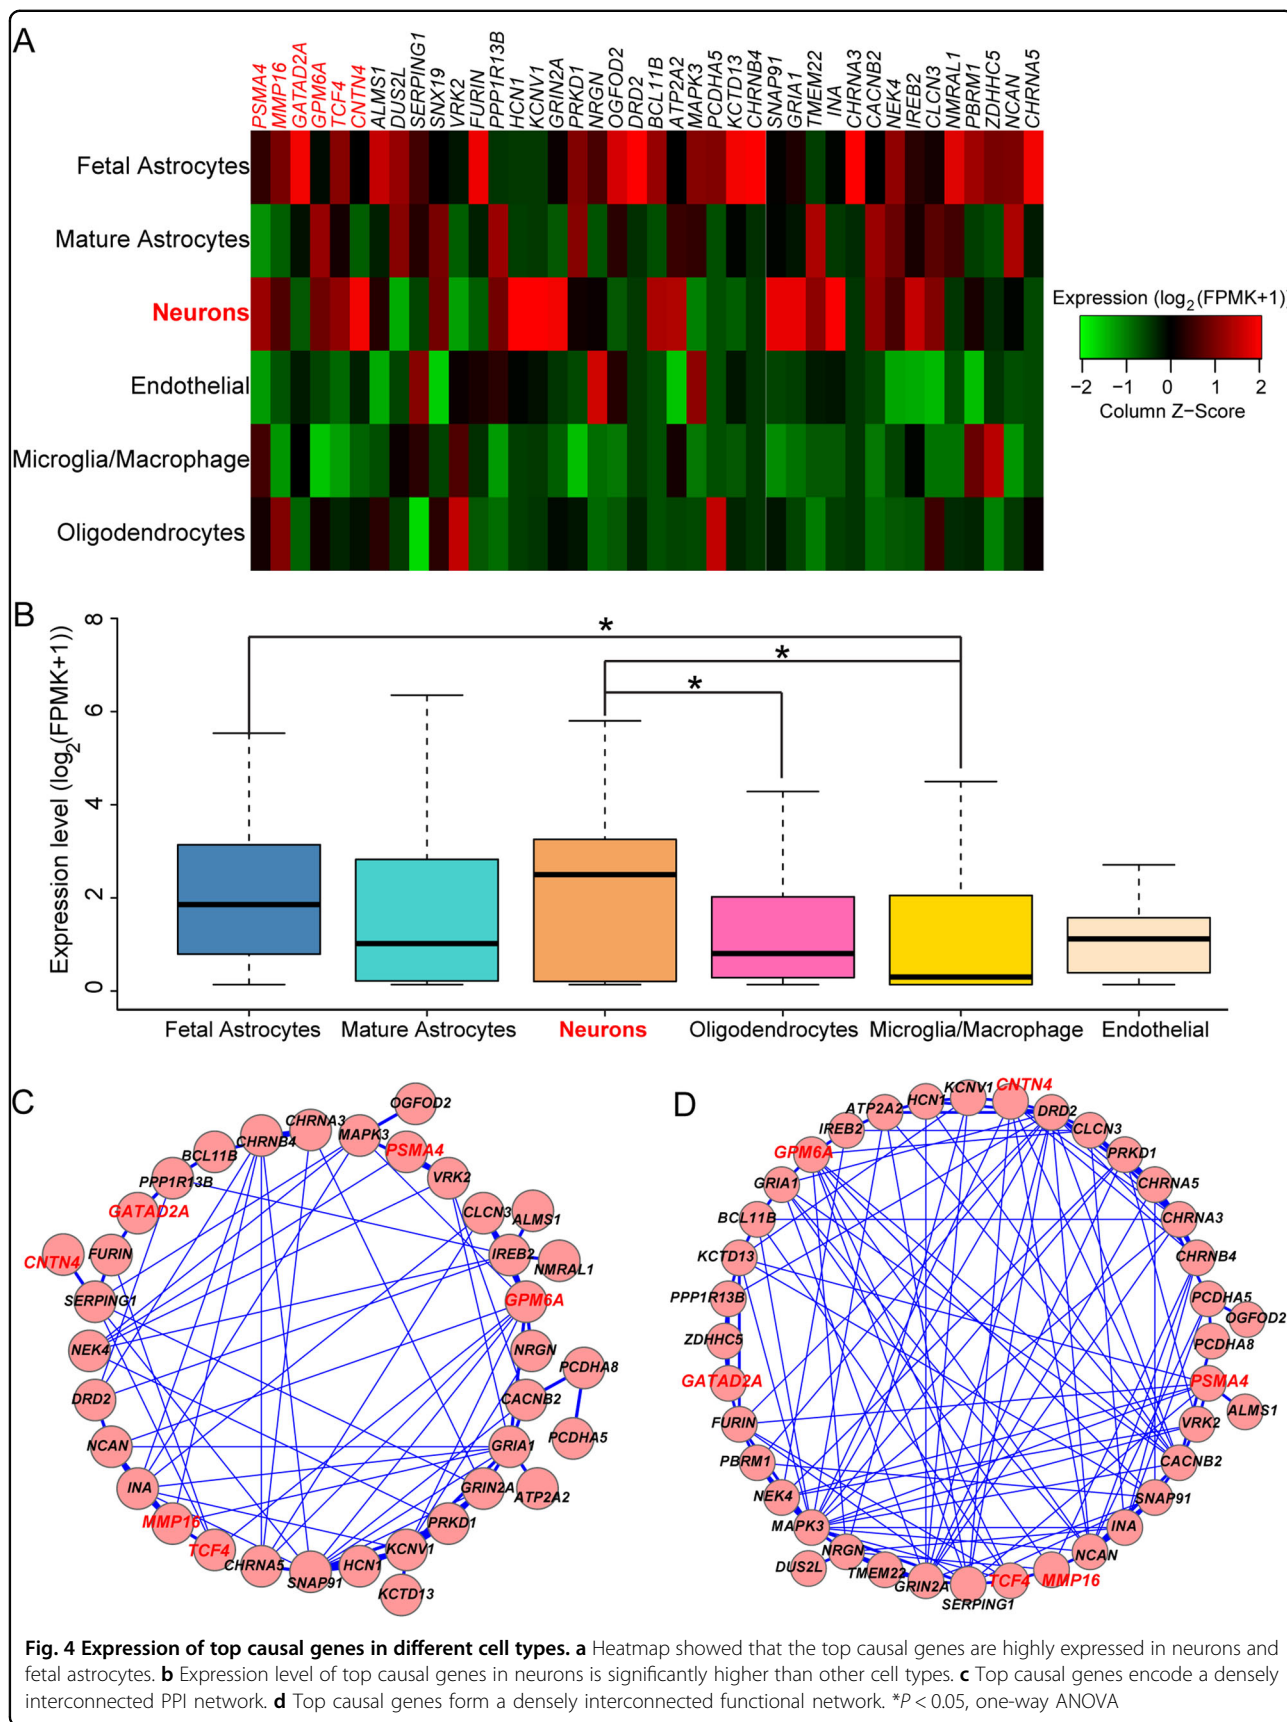 A
PSMA4
MMP16
GATAD2A
GPM6A
TCF4
CNTN4
ALMS1
DUS2L
SERPING1
SNX19
VRK2
FURIN
PPP1R13B
HCN1
KCNV1
GRIN2A
PRKD1
NRGN
OGFOD2
DRD2
BCL11B
ATP2A2
MAPK3
PCDHA5
KCTD13
CHRNB4
SNAP91
GRIA1
TMEM22
INA
CHRNA3
CACNB2
NEK4
IREB2
CLCN3
NMRAL1
PBRM1
ZDHHC5
NCAN
CHRNA5
Fetal Astrocytes
Mature Astrocytes
Neurons
Endothelial
Microglia/Macrophage
Oligodendrocytes
Expression (log2(FPMK+1))
−2 −1 0 1 2
Column Z−Score
B
Expression level (log2(FPMK+1))
8
6
4
2
0
*
*
*
Fetal Astrocytes
Mature Astrocytes
Neurons
Oligodendrocytes
Microglia/Macrophage
Endothelial
C
OGFOD2
CHRNA3
MAPK3
CHRNB4
PSMA4
BCL11B
VRK2
PPP1R13B
GATAD2A
CLCN3
ALMS1
FURIN
IREB2
CNTN4
NMRAL1
SERPING1
GPM6A
NEK4
NRGN
PCDHA8
DRD2
CACNB2
PCDHA5
NCAN
GRIA1
INA
GRIN2A
ATP2A2
MMP16
PRKD1
TCF4
KCNV1
CHRNA5
HCN1
SNAP91
KCTD13
D
KCNV1
CNTN4
HCN1
ATP2A2
DRD2
IREB2
CLCN3
GPM6A
PRKD1
GRIA1
CHRNA5
BCL11B
CHRNA3
KCTD13
CHRNB4
PPP1R13B
PCDHA5
OGFOD2
ZDHHC5
PCDHA8
GATAD2A
PSMA4
ALMS1
FURIN
VRK2
PBRM1
CACNB2
NEK4
SNAP91
MAPK3
INA
NRGN
NCAN
DUS2L
TMEM22
GRIN2A
TCF4
MMP16
SERPING1
Fig. 4 Expression of top causal genes in different cell types. a Heatmap showed that the top causal genes are highly expressed in neurons and
fetal astrocytes. b Expression level of top causal genes in neurons is significantly higher than other cell types. c Top causal genes encode a densely
interconnected PPI network. d Top causal genes form a densely interconnected functional network. *P < 0.05, one-way ANOVA